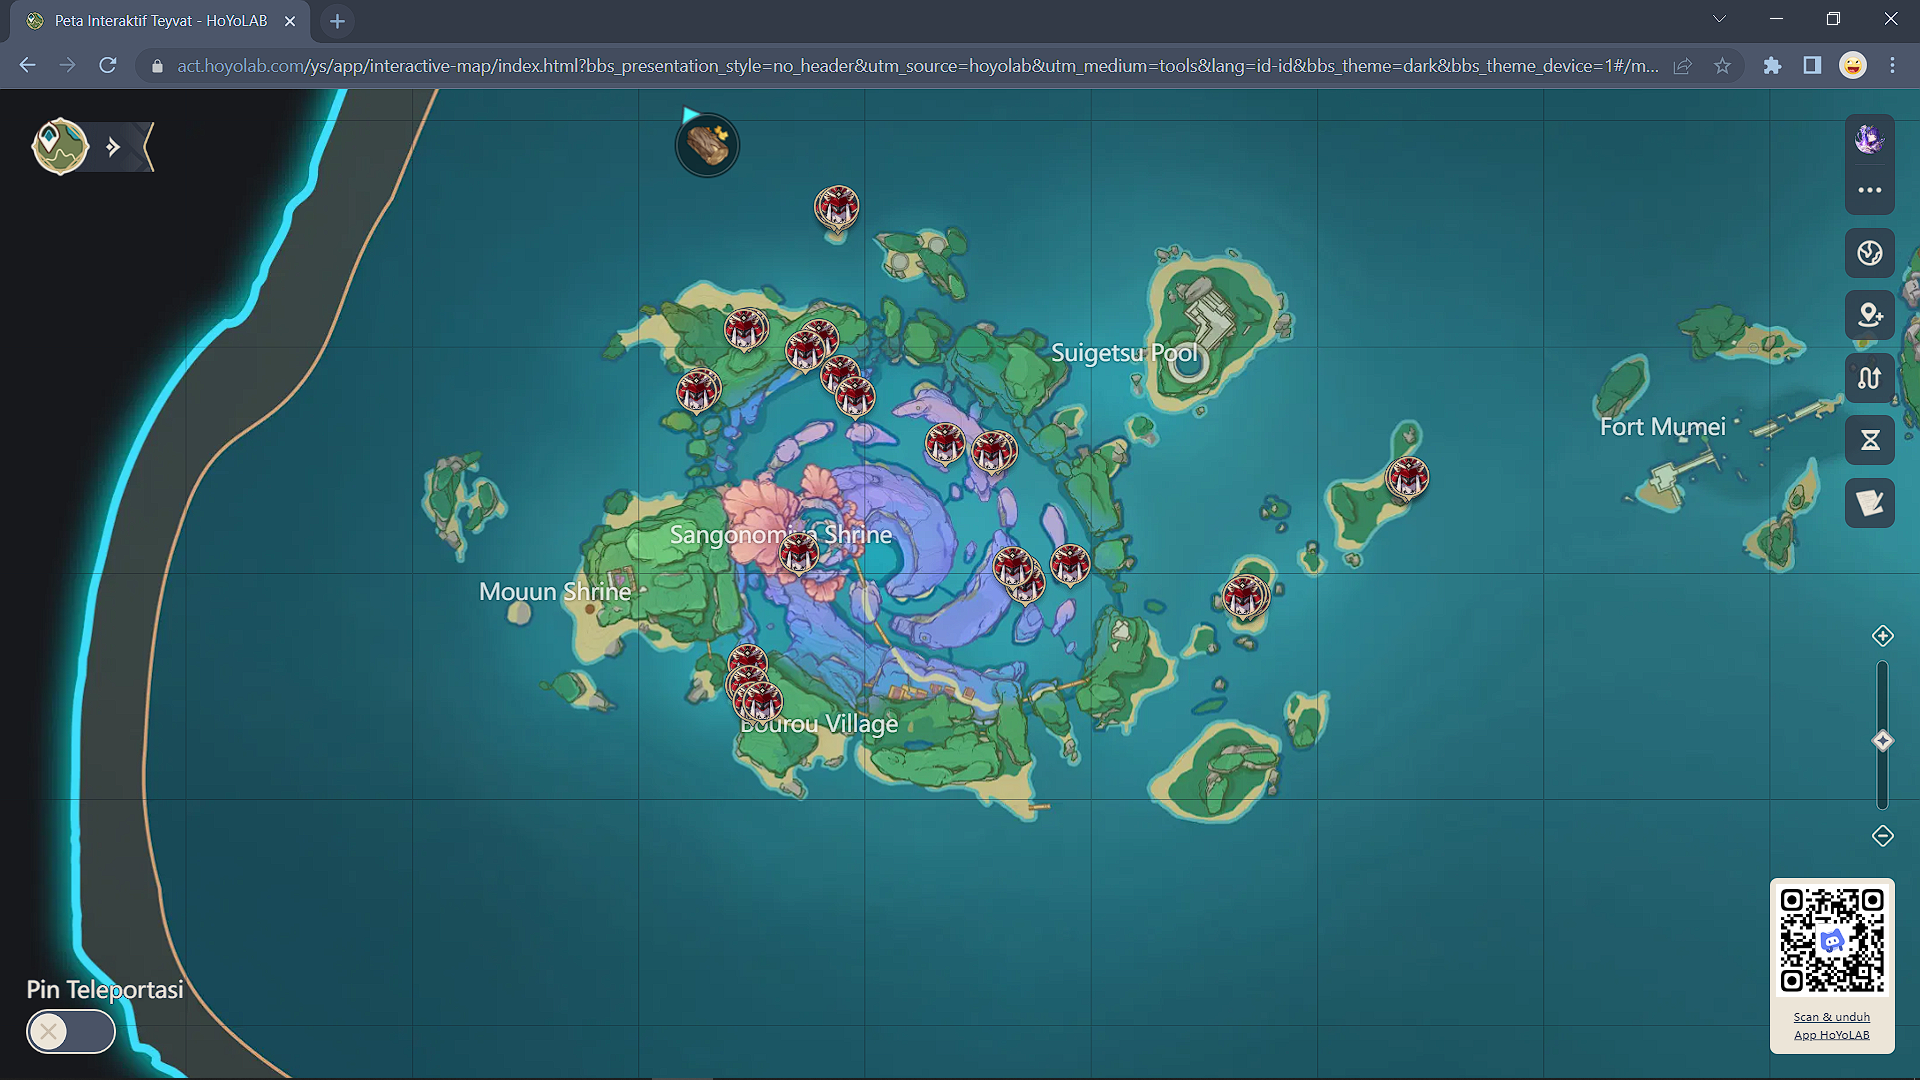 Peta Interaktif Teyvat - HoYoLAB
act.hoyolab.com/ys/app/interactive-map/index.html?bbs_presentation_style=no_header&utm_source=hoyolab&utm_medium=tools&lang=id-id&bbs_theme=dark&bbs_theme_device=1#/m...
Suigetsu Pool
Fort Mumei
Sangonomiya Shrine
Mouun Shrine
Bourou Village
Pin Teleportasi
Scan & unduh
App HoYoLAB